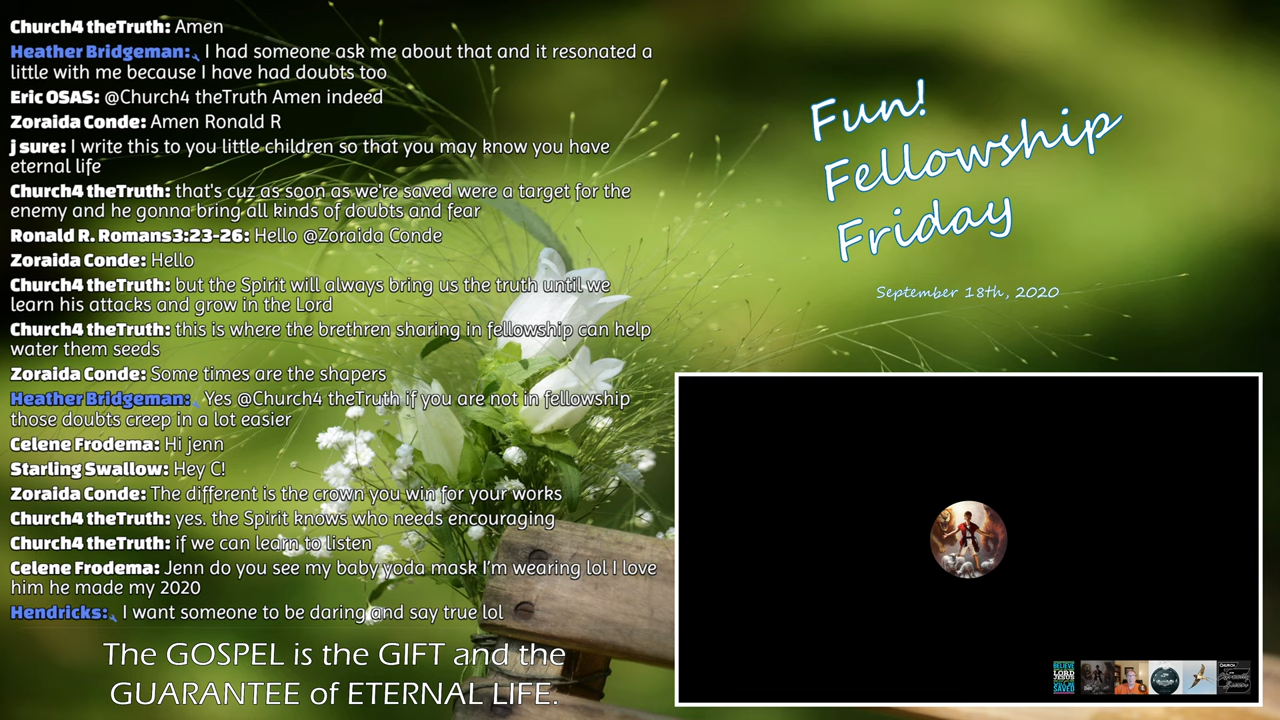 Church4 theTruth: Amen
Heather Bridgeman: I had someone ask me about that and it resonated a
little with me because I have had doubts too
Eric OSAS: @Church4 theTruth Amen indeed
Zoraida Conde: Amen Ronald R
j sure: I write this to you little children so that you may know you have
eternal life
Church4 theTruth: that's cuz as soon as we're saved were a target for the
enemy and he gonna bring all kinds of doubts and fear
Ronald R. Romans3:23-26: Hello @Zoraida Conde
Zoraida Conde: Hello
Church4 theTruth: but the Spirit will always bring us the truth until we
learn his attacks and grow in the Lord
Church4 theTruth: this is where the brethren sharing in fellowship can help
water them seeds
Zoraida Conde: Some times are the shapers
Heather Bridgeman: Yes @Church4 theTruth if you are not in fellowship
those doubts creep in a lot easier
Celene Frodema: Hi jenn
Starling Swallow: Hey C!
Zoraida Conde: The different is the crown you win for your works
Church4 theTruth: yes. the Spirit knows who needs encouraging
Church4 theTruth: if we can learn to listen
Celene Frodema: Jenn do you see my baby yoda mask I'm wearing lol I love
him he made my 2020
Hendricks: I want someone to be daring and say true lol
The GOSPEL is the GIFT and the
GUARANTEE of ETERNAL LIFE.
Fun!
Fellowship
Friday
September 18th, 2020
BELIEVE
LORD
JESUS
SAVED